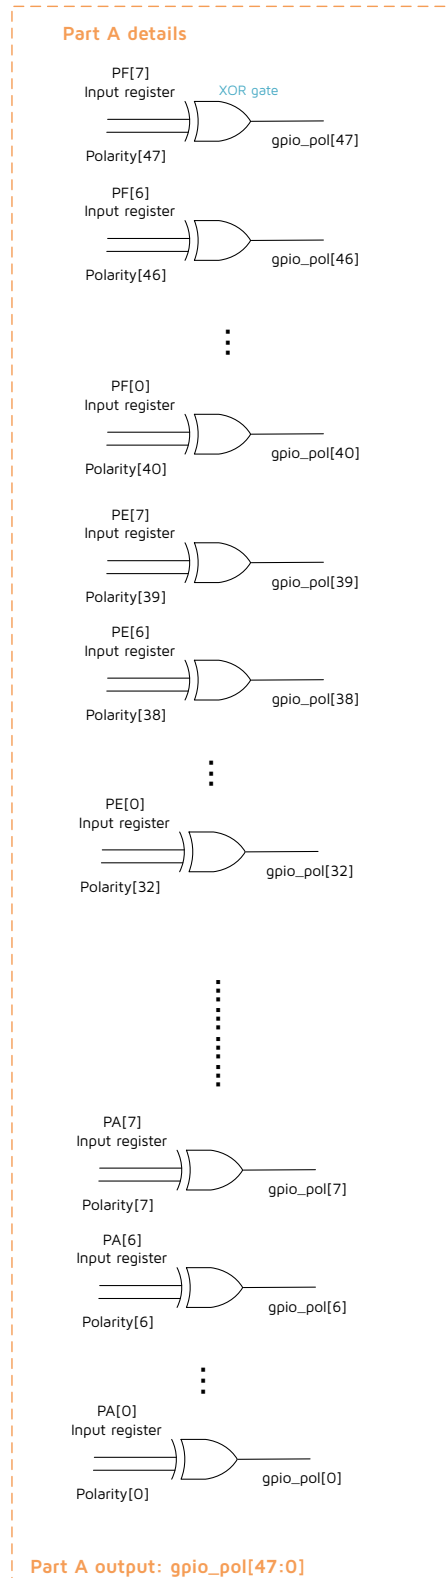 Part A details
PF[7]
Input register
XOR gate
gpio_pol[47]
Polarity[47]
PF[6]
Input register
gpio_pol[46]
Polarity[46]
PF[0]
Input register
gpio_pol[40]
Polarity[40]
PE[7]
Input register
gpio_pol[39]
Polarity[39]
PE[6]
Input register
gpio_pol[38]
Polarity[38]
PE[0]
Input register
gpio_pol[32]
Polarity[32]
PA[7]
Input register
gpio_pol[7]
Polarity[7]
PA[6]
Input register
gpio_pol[6]
Polarity[6]
PA[0]
Input register
gpio_pol[0]
Polarity[0]
Part A output: gpio_pol[47:0]